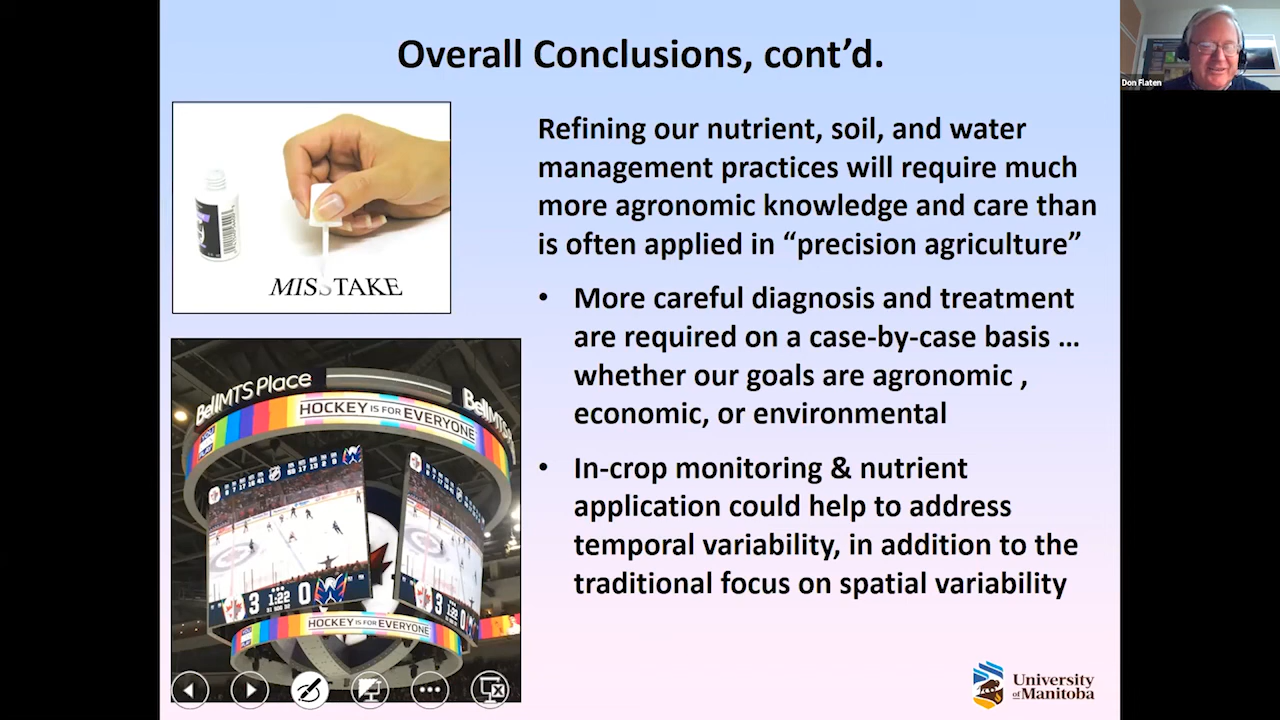 Overall Conclusions, cont’d.
Don Flaten
MISSTAKE
Refining our nutrient, soil, and water
management practices will require much
more agronomic knowledge and care than
is often applied in “precision agriculture”
• More careful diagnosis and treatment
are required on a case-by-case basis …
whether our goals are agronomic ,
economic, or environmental
• In-crop monitoring & nutrient
application could help to address
temporal variability, in addition to the
traditional focus on spatial variability
BellMTS Place
BellMTS
HOCKEY IS FOR EVERYONE
3 1:22 0
3 1:22 0
HOCKEY IS FOR EVERYONE
University
of Manitoba